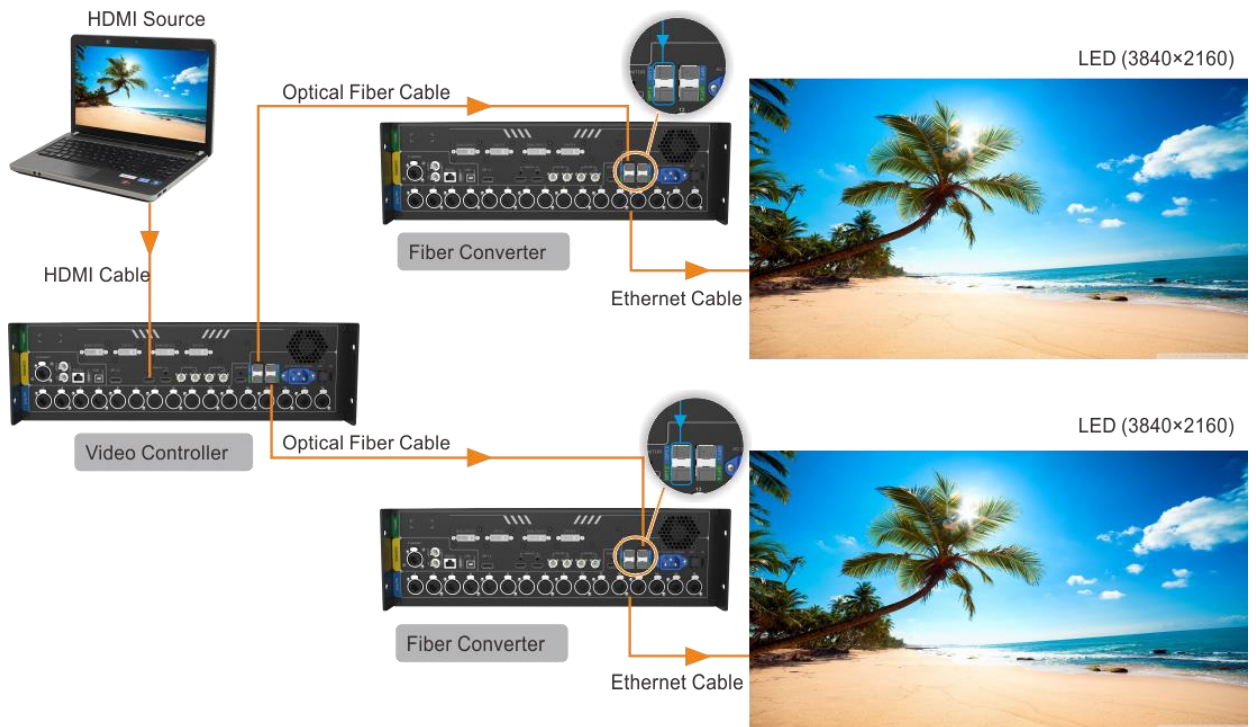 HDMI Source
LED (3840×2160)
Optical Fiber Cable
Fiber Converter
HDMI Cable
Ethernet Cable
LED (3840×2160)
Optical Fiber Cable
Video Controller
Fiber Converter
Ethernet Cable